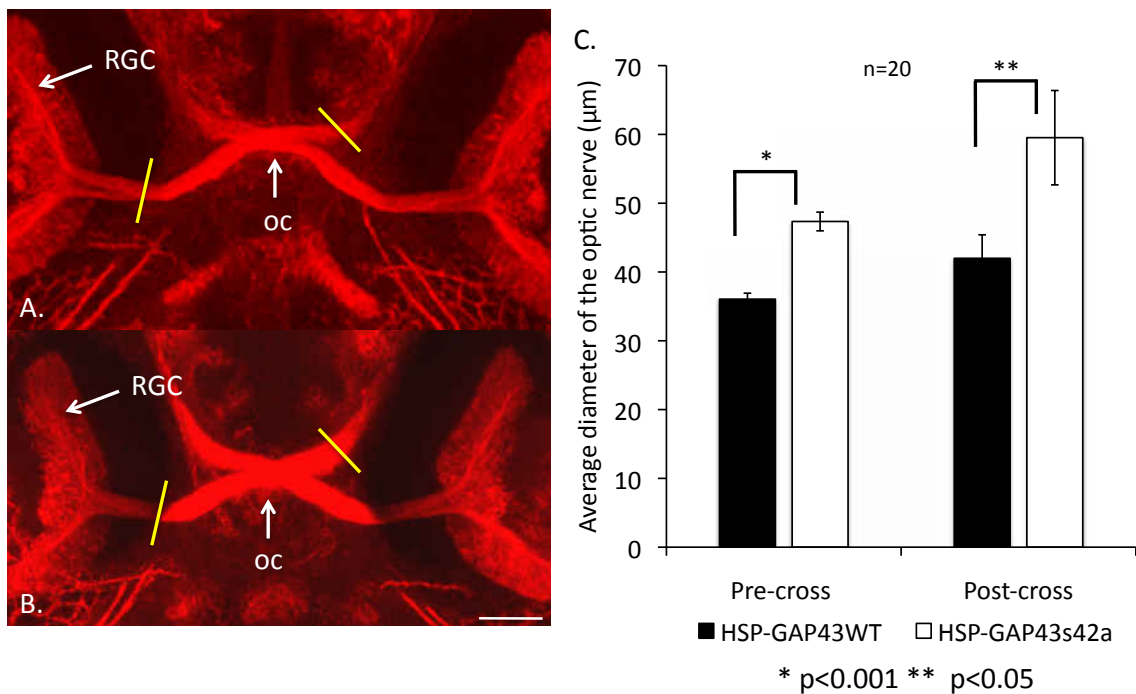 RGC
oc
A.
RGC
oc
B.
C.
Average diameter of the optic nerve (µm)
70
60
50
40
30
20
10
0
n=20
*
**
Pre-cross
Post-cross
HSP-GAP43WT
HSP-GAP43s42a
* p<0.001 ** p<0.05